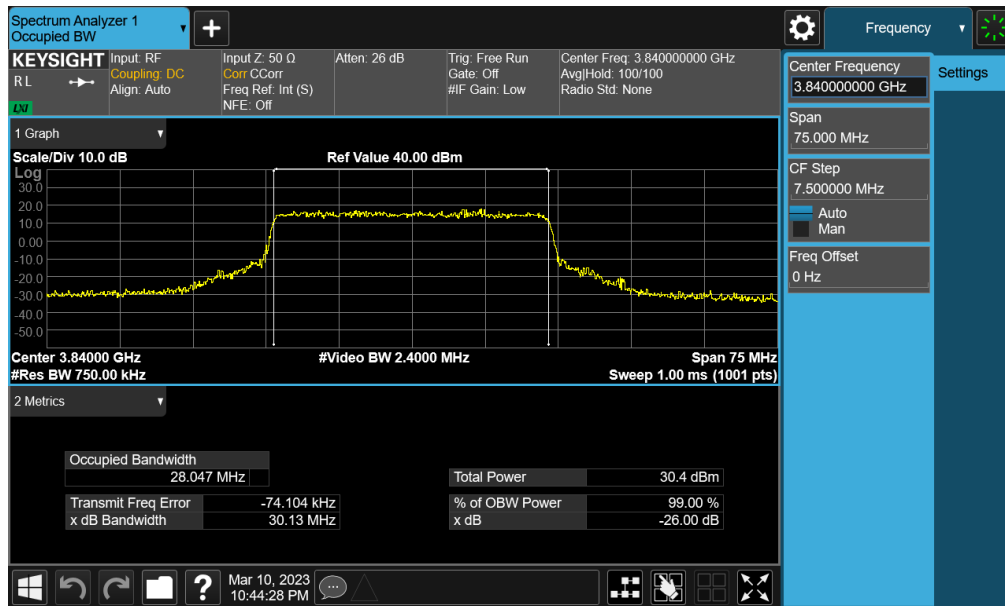 Spectrum Analyzer 1
Occupied BW
Frequency
KEYSIGHT
RL
LXI
Input: RF
Coupling: DC
Align: Auto
Input Z: 50 Ω
Corr CCorr
Freq Ref: Int (S)
NFE: Off
Atten: 26 dB
Trig: Free Run
Gate: Off
#IF Gain: Low
Center Freq: 3.840000000 GHz
Avg|Hold: 100/100
Radio Std: None
Center Frequency
3.840000000 GHz
Settings
Span
75.000 MHz
CF Step
7.500000 MHz
Auto
Man
Freq Offset
0 Hz
1 Graph
Scale/Div 10.0 dB
Ref Value 40.00 dBm
Log
30.0
20.0
10.0
0.00
-10.0
-20.0
-30.0
-40.0
-50.0
Center 3.84000 GHz
#Video BW 2.4000 MHz
Span 75 MHz
#Res BW 750.00 kHz
Sweep 1.00 ms (1001 pts)
2 Metrics
Occupied Bandwidth
28.047 MHz
Total Power 30.4 dBm
Transmit Freq Error -74.104 kHz
% of OBW Power 99.00 %
x dB Bandwidth 30.13 MHz
x dB -26.00 dB
?
Mar 10, 2023
10:44:28 PM